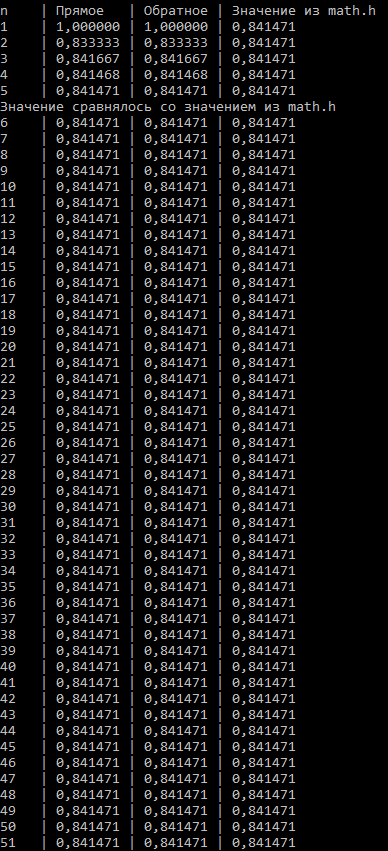 n | Прямое | Обратное | Значение из math.h
1 | 1,000000 | 1,000000 | 0,841471
2 | 0,833333 | 0,833333 | 0,841471
3 | 0,841667 | 0,841667 | 0,841471
4 | 0,841468 | 0,841468 | 0,841471
5 | 0,841471 | 0,841471 | 0,841471
Значение сравнялось со значением из math.h
6 | 0,841471 | 0,841471 | 0,841471
7 | 0,841471 | 0,841471 | 0,841471
8 | 0,841471 | 0,841471 | 0,841471
9 | 0,841471 | 0,841471 | 0,841471
10 | 0,841471 | 0,841471 | 0,841471
11 | 0,841471 | 0,841471 | 0,841471
12 | 0,841471 | 0,841471 | 0,841471
13 | 0,841471 | 0,841471 | 0,841471
14 | 0,841471 | 0,841471 | 0,841471
15 | 0,841471 | 0,841471 | 0,841471
16 | 0,841471 | 0,841471 | 0,841471
17 | 0,841471 | 0,841471 | 0,841471
18 | 0,841471 | 0,841471 | 0,841471
19 | 0,841471 | 0,841471 | 0,841471
20 | 0,841471 | 0,841471 | 0,841471
21 | 0,841471 | 0,841471 | 0,841471
22 | 0,841471 | 0,841471 | 0,841471
23 | 0,841471 | 0,841471 | 0,841471
24 | 0,841471 | 0,841471 | 0,841471
25 | 0,841471 | 0,841471 | 0,841471
26 | 0,841471 | 0,841471 | 0,841471
27 | 0,841471 | 0,841471 | 0,841471
28 | 0,841471 | 0,841471 | 0,841471
29 | 0,841471 | 0,841471 | 0,841471
30 | 0,841471 | 0,841471 | 0,841471
31 | 0,841471 | 0,841471 | 0,841471
32 | 0,841471 | 0,841471 | 0,841471
33 | 0,841471 | 0,841471 | 0,841471
34 | 0,841471 | 0,841471 | 0,841471
35 | 0,841471 | 0,841471 | 0,841471
36 | 0,841471 | 0,841471 | 0,841471
37 | 0,841471 | 0,841471 | 0,841471
38 | 0,841471 | 0,841471 | 0,841471
39 | 0,841471 | 0,841471 | 0,841471
40 | 0,841471 | 0,841471 | 0,841471
41 | 0,841471 | 0,841471 | 0,841471
42 | 0,841471 | 0,841471 | 0,841471
43 | 0,841471 | 0,841471 | 0,841471
44 | 0,841471 | 0,841471 | 0,841471
45 | 0,841471 | 0,841471 | 0,841471
46 | 0,841471 | 0,841471 | 0,841471
47 | 0,841471 | 0,841471 | 0,841471
48 | 0,841471 | 0,841471 | 0,841471
49 | 0,841471 | 0,841471 | 0,841471
50 | 0,841471 | 0,841471 | 0,841471
51 | 0,841471 | 0,841471 | 0,841471